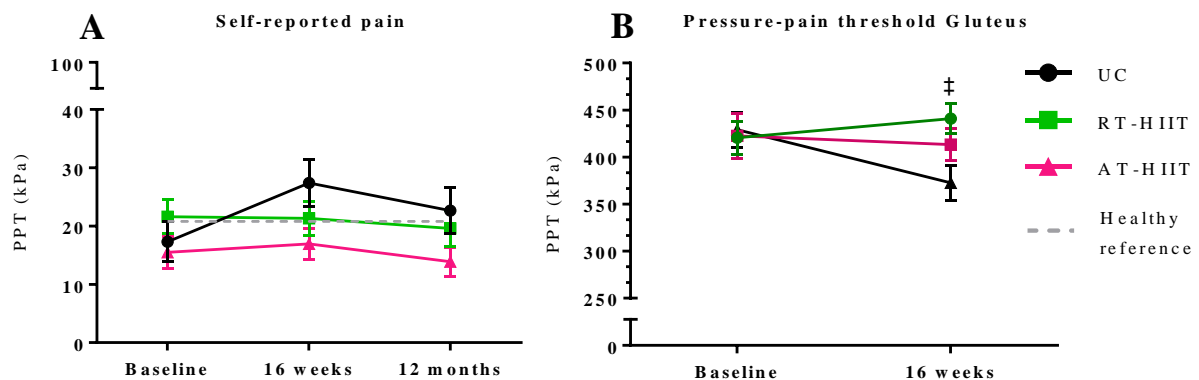 A Self-reported pain
PPT (kPa)
100
40
30
20
10
0
Baseline 16 weeks 12 months
B Pressure-pain threshold Gluteus
PPT (kPa)
500
450
400
350
300
250
0
‡
Baseline 16 weeks
UC
RT-HIIT
AT-HIIT
Healthy
reference